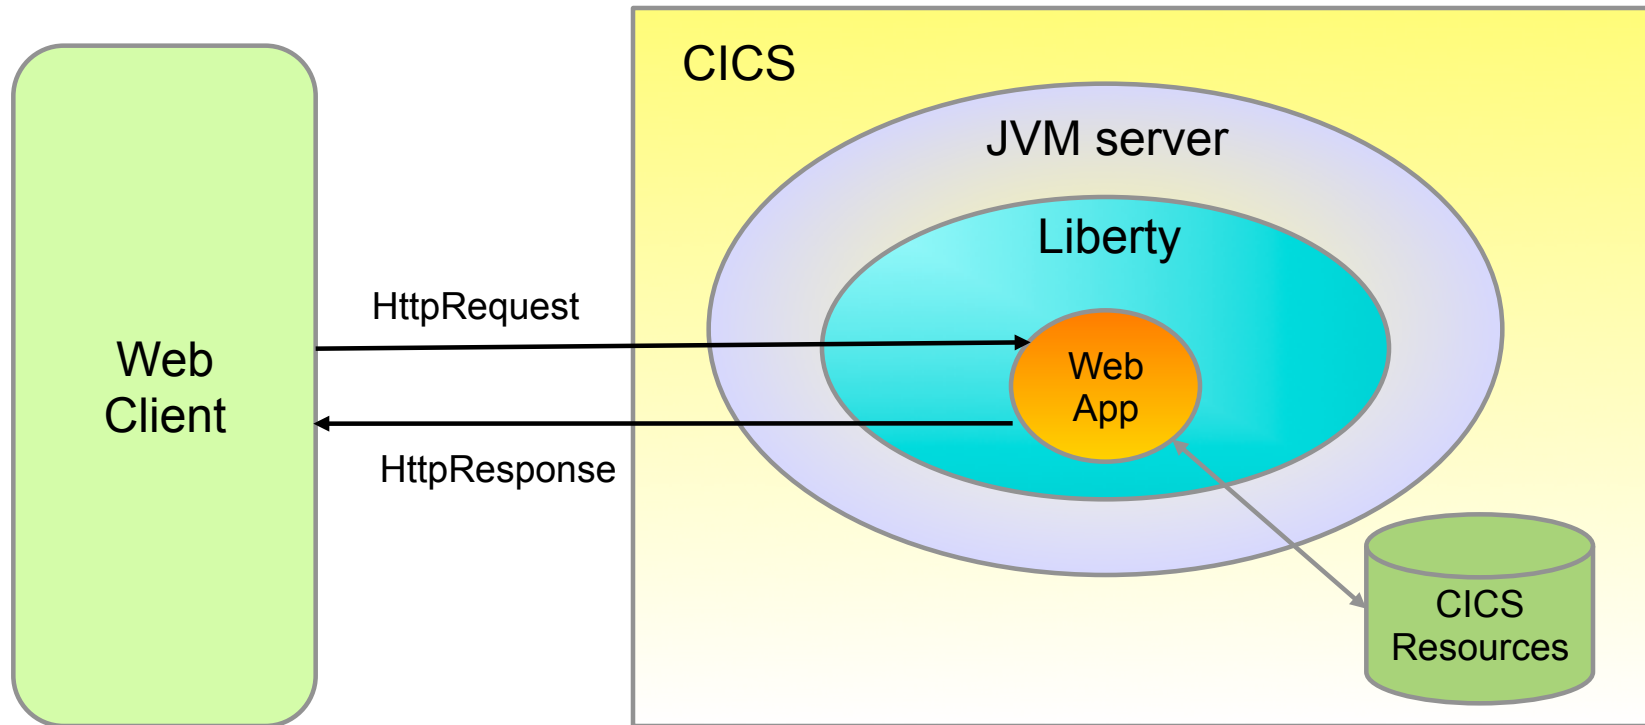 CICS
JVM server
Liberty
HttpRequest
Web
Client
Web
App
HttpResponse
CICS
Resources